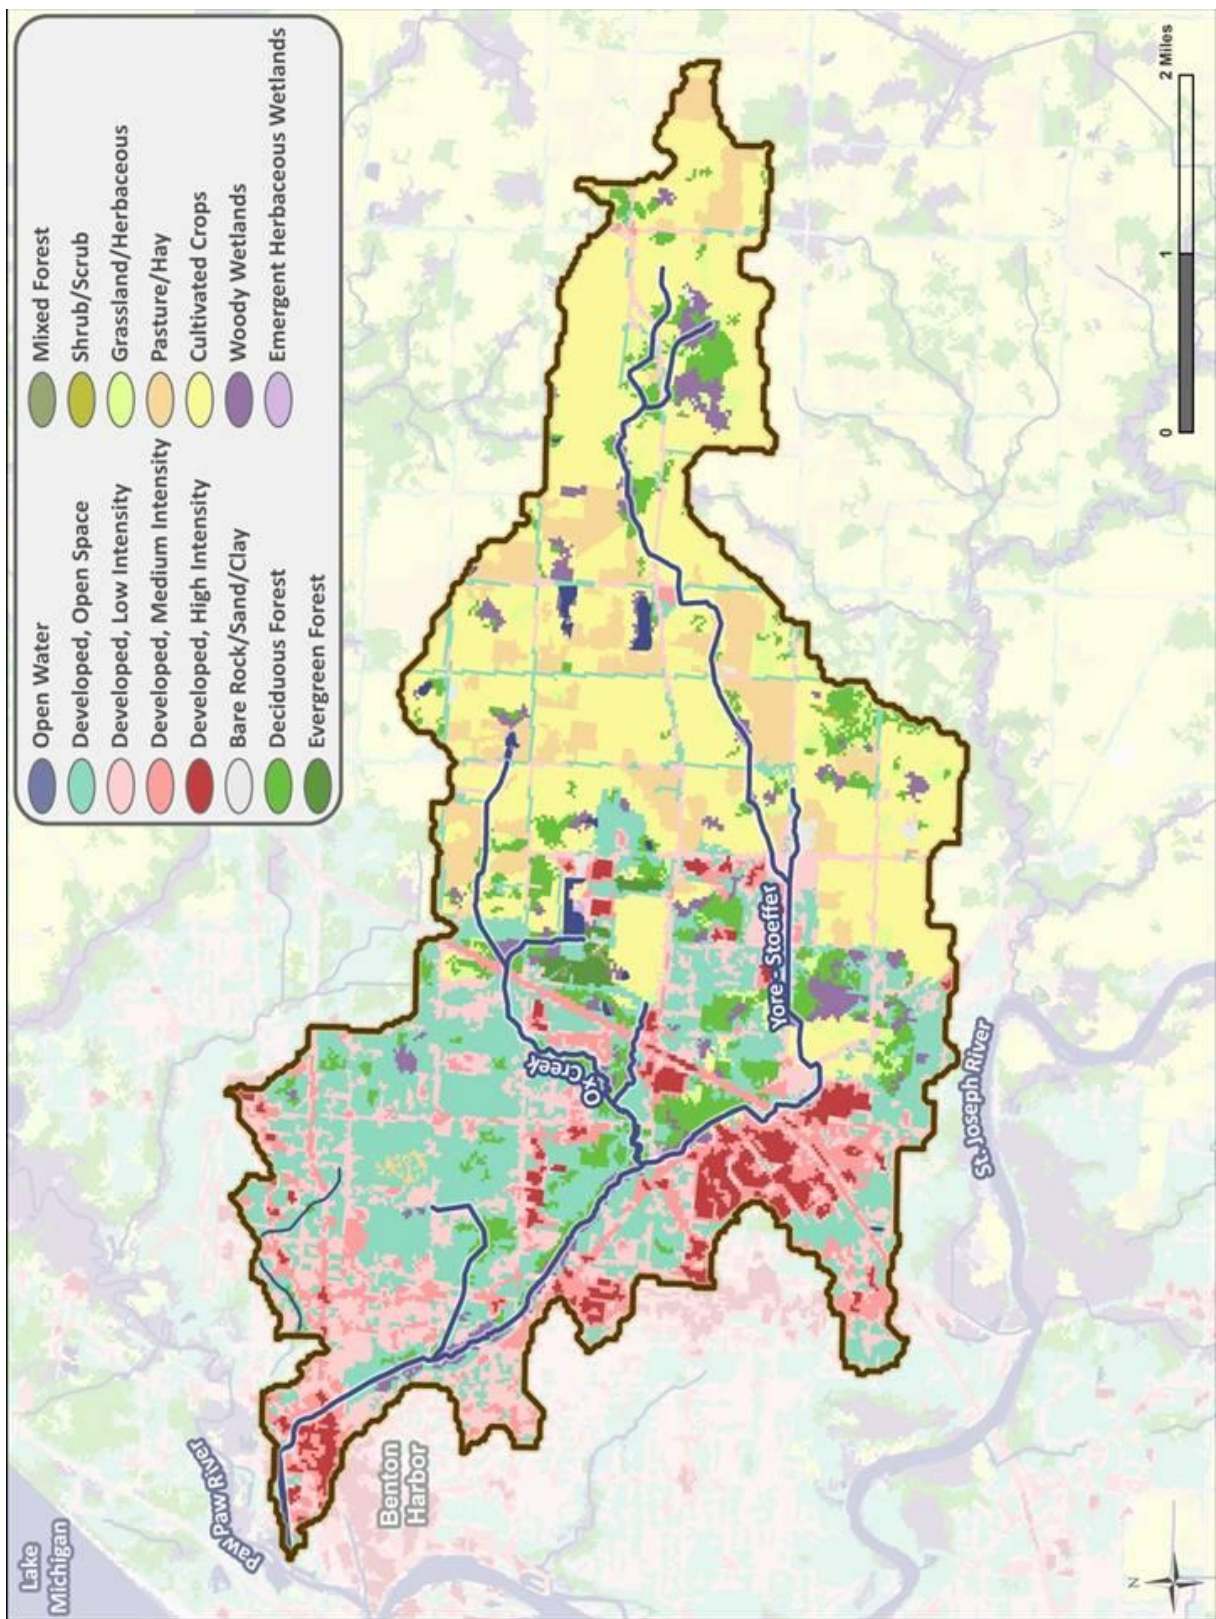 Open Water
Developed, Open Space
Developed, Low Intensity
Developed, Medium Intensity
Developed, High Intensity
Bare Rock/Sand/Clay
Deciduous Forest
Evergreen Forest
Mixed Forest
Shrub/Scrub
Grassland/Herbaceous
Pasture/Hay
Cultivated Crops
Woody Wetlands
Emergent Herbaceous Wetlands
Lake
Michigan
Paw Paw River
Benton
Harbor
Ox Creek
Yore - Stoeffer
St. Joseph River
N
0 1 2 Miles